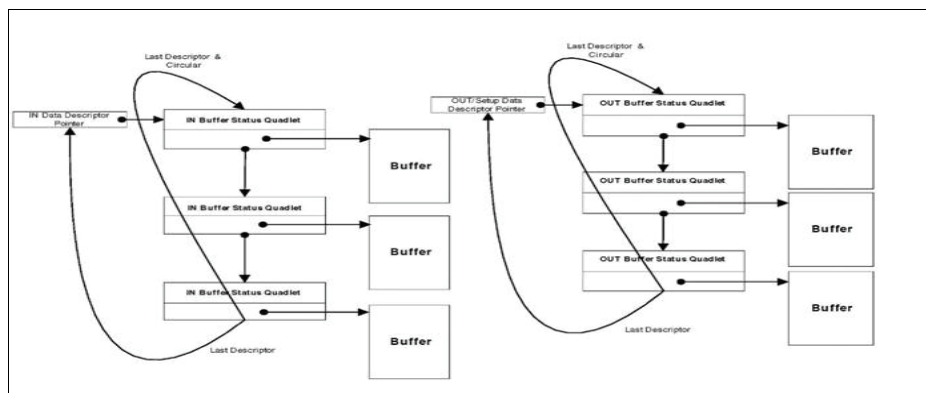 Last Descriptor &
Circular
IN Data Descriptor
Pointer
IN Buffer Status Quadlet
Buffer
IN Buffer Status Quadlet
Buffer
IN Buffer Status Quadlet
Buffer
Last Descriptor
Last Descriptor &
Circular
OUT/Setup Data
Descriptor Pointer
OUT Buffer Status Quadlet
Buffer
OUT Buffer Status Quadlet
Buffer
OUT Buffer Status Quadlet
Buffer
Last Descriptor